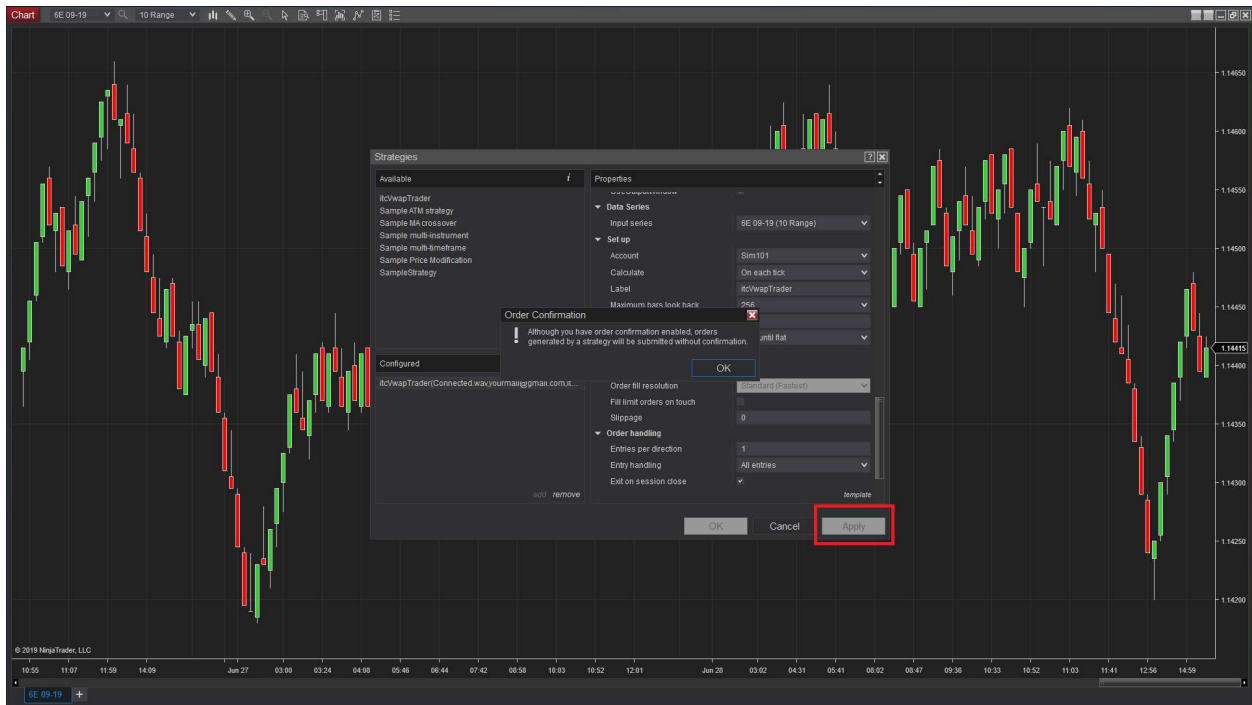 Chart 6E 09-19 10 Range
Strategies
Available i Properties
itcVwapTrader
Sample ATM strategy
Sample MA crossover
Sample multi-instrument
Sample multi-timeframe
Sample Price Modification
SampleStrategy
Data Series
Input series 6E 09-19 (10 Range)
Set up
Account Sim101
Calculate On each tick
Label itcVwapTrader
Maximum bars look back 256
until flat
Order Confirmation
Although you have order confirmation enabled, orders
generated by a strategy will be submitted without confirmation.
OK
Configured
itcVwapTrader(Connected.wav,yourmail@gmail.com,it...
Order fill resolution Standard (Fastest)
Fill limit orders on touch
Slippage 0
Order handling
Entries per direction 1
Entry handling All entries
Exit on session close
add remove
template
OK Cancel Apply
1.14650
1.14600
1.14550
1.14500
1.14450
1.14415
1.14400
1.14350
1.14300
1.14250
1.14200
© 2019 NinjaTrader, LLC
10:55 11:07 11:59 14:09 Jun 27 03:00 03:24 04:08 05:46 06:44 07:42 08:58 10:03 10:52 12:01 Jun 28 03:02 04:31 05:41 08:02 08:47 09:36 10:33 10:52 11:03 11:41 12:56 14:59
6E 09-19 +